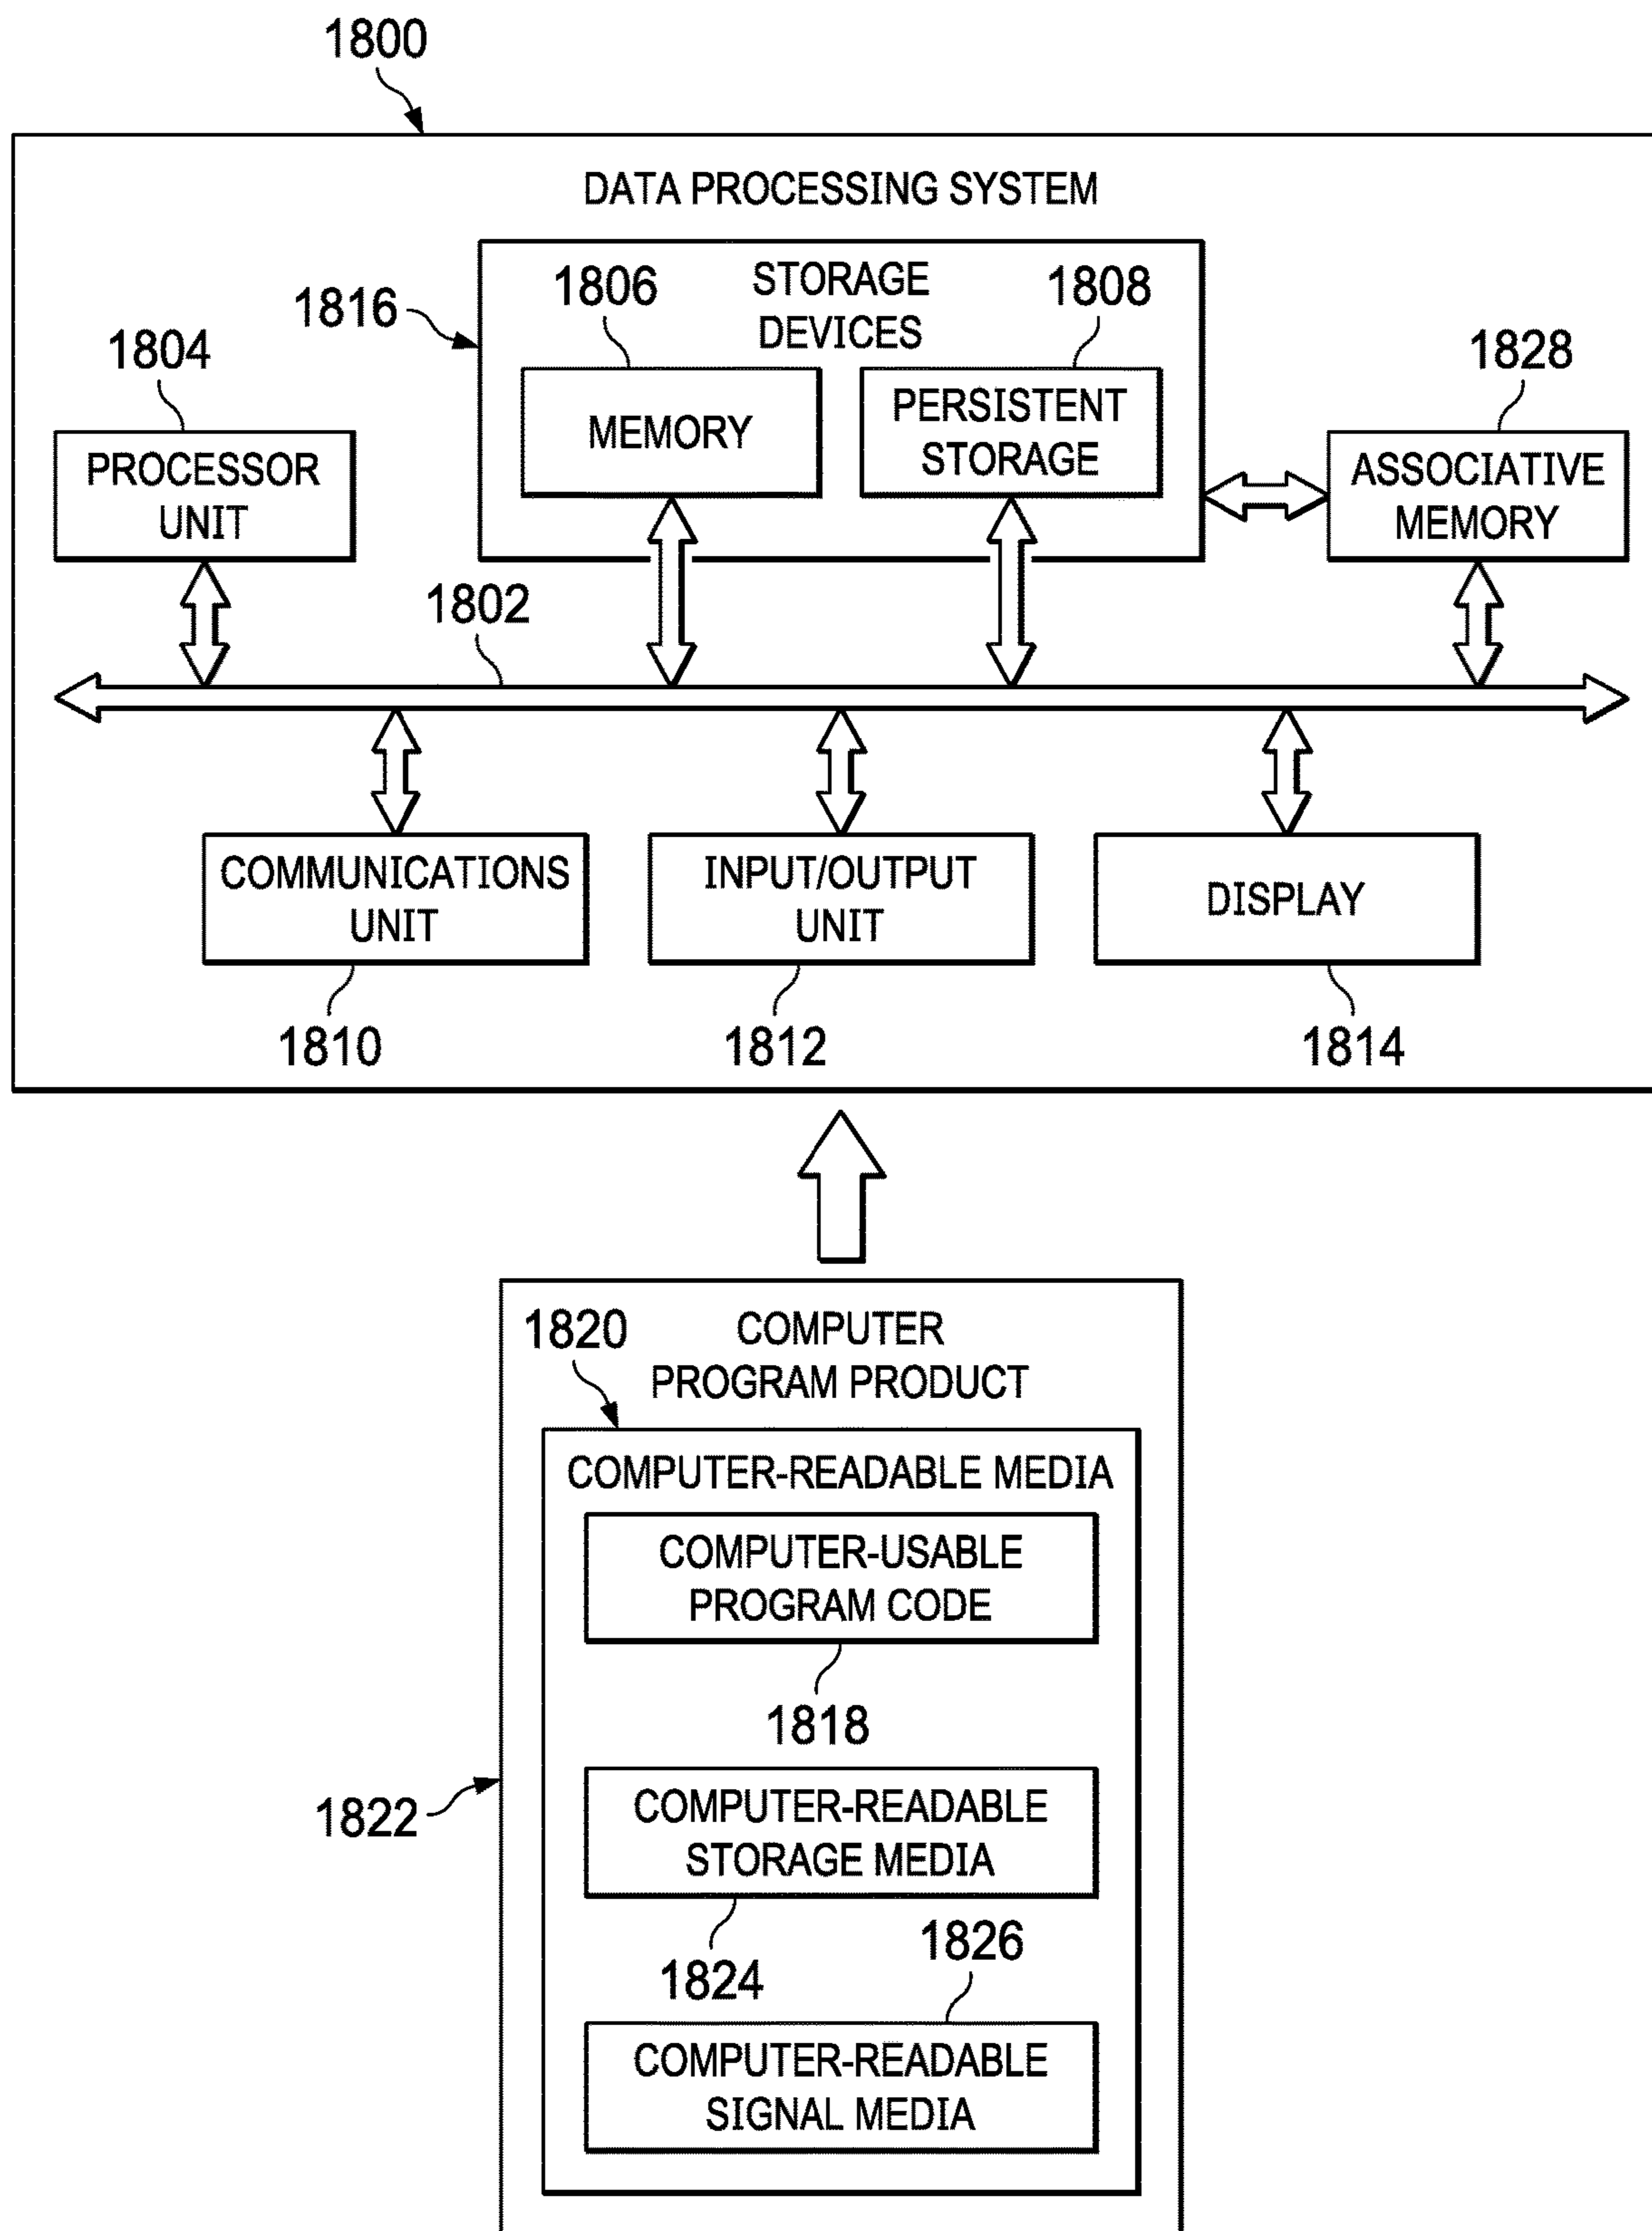 1800
DATA PROCESSING SYSTEM
1816
1806
STORAGE
DEVICES
1808
MEMORY
PERSISTENT
STORAGE
1804
PROCESSOR
UNIT
1828
ASSOCIATIVE
MEMORY
1802
COMMUNICATIONS
UNIT
1810
INPUT/OUTPUT
UNIT
1812
DISPLAY
1814
1820
COMPUTER
PROGRAM PRODUCT
COMPUTER-READABLE MEDIA
COMPUTER-USABLE
PROGRAM CODE
1818
1822
COMPUTER-READABLE
STORAGE MEDIA
1824
1826
COMPUTER-READABLE
SIGNAL MEDIA